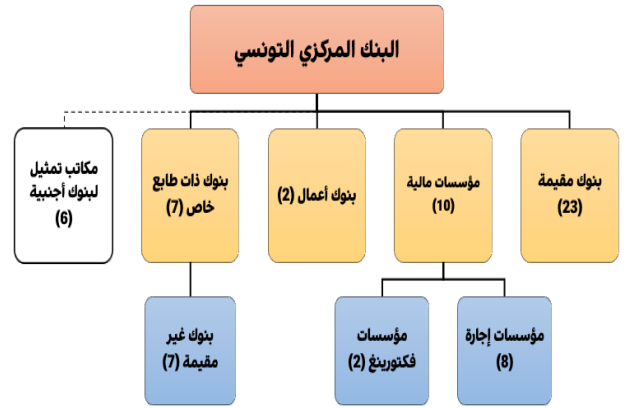 البنك المركزي التونسي
بنوك مقيمة
(23)
مؤسسات مالية
(10)
بنوك أعمال (2)
بنوك ذات طابع
خاص (7)
مكاتب تمثيل
لبنوك أجنبية
(6)
مؤسسات إجارة
(8)
مؤسسات
فكتورينغ (2)
بنوك غير
مقيمة (7)